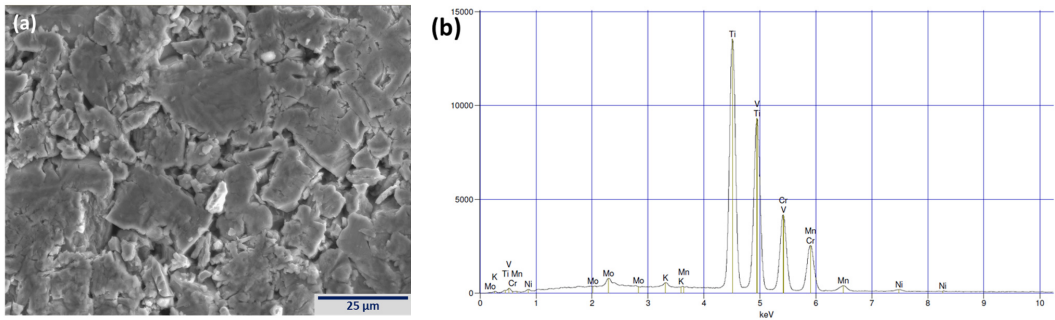 (a)
25 µm
(b)
15000
10000
5000
0
Ti
V
Ti
Cr
V
Mn
Cr
Mn
Ni
Ni
K
Mo
V
Ti Mn
Cr
Ni
Mo
Mo
Mo
K
Mn
K
0 1 2 3 4 5 6 7 8 9 10
keV